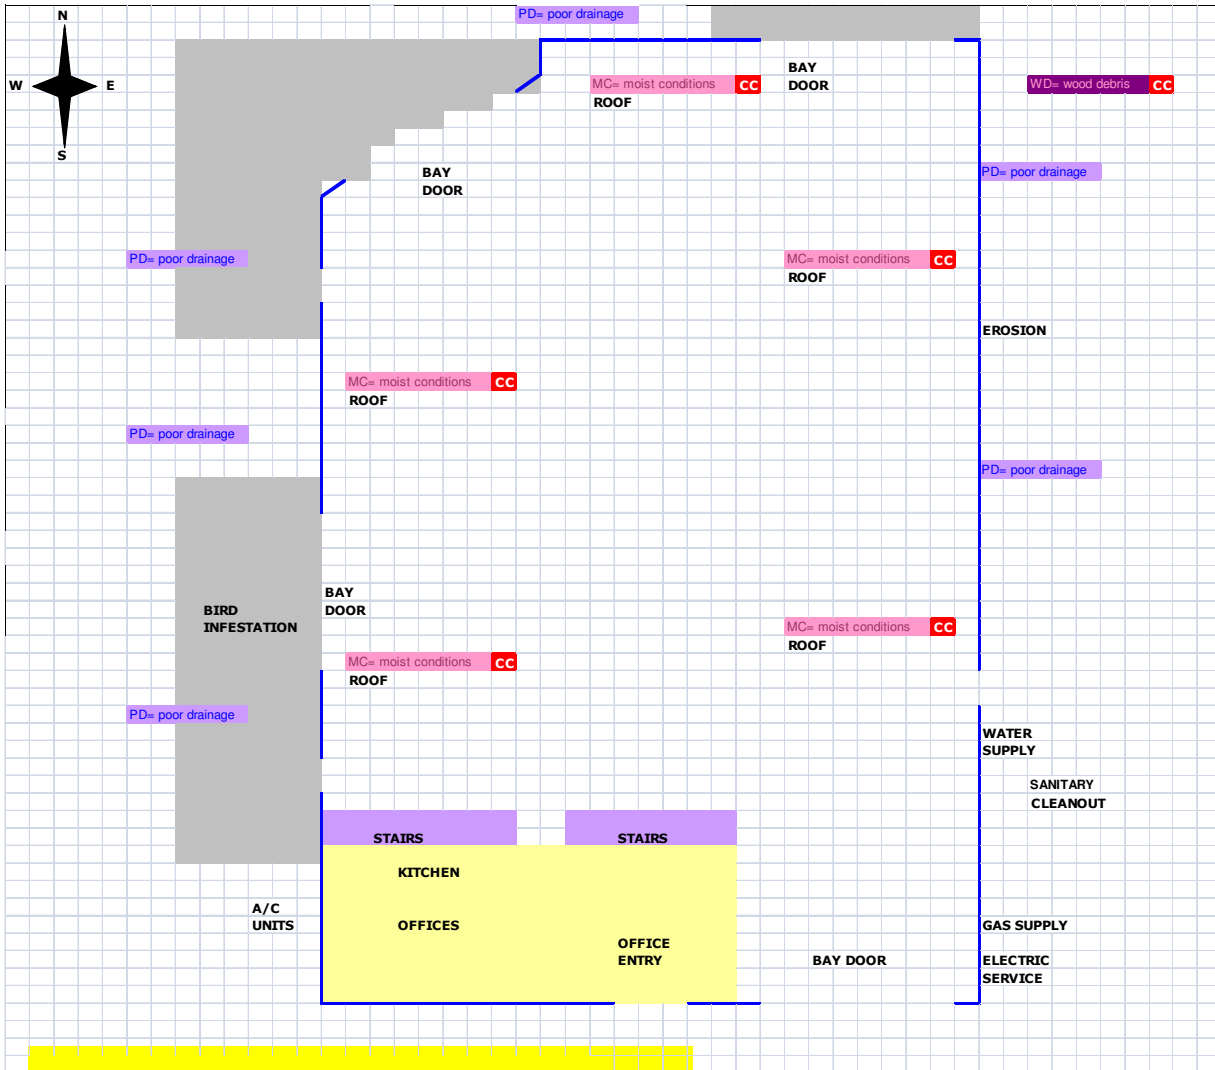 N
PD= poor drainage
W
E
S
BAY
DOOR
MC= moist conditions CC
ROOF
WD= wood debris CC
BAY
DOOR
PD= poor drainage
PD= poor drainage
MC= moist conditions CC
ROOF
EROSION
MC= moist conditions CC
ROOF
PD= poor drainage
PD= poor drainage
BAY
DOOR
BIRD
INFESTATION
MC= moist conditions CC
ROOF
MC= moist conditions CC
ROOF
PD= poor drainage
WATER
SUPPLY
SANITARY
CLEANOUT
STAIRS
STAIRS
KITCHEN
A/C
UNITS
OFFICES
GAS SUPPLY
OFFICE
ENTRY
BAY DOOR
ELECTRIC
SERVICE